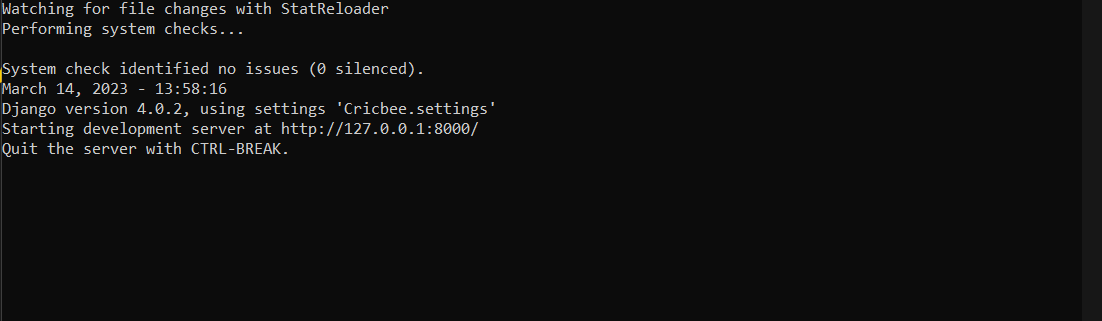 Watching for file changes with StatReloader
Performing system checks...
System check identified no issues (0 silenced).
March 14, 2023 - 13:58:16
Django version 4.0.2, using settings 'Cricbee.settings'
Starting development server at http://127.0.0.1:8000/
Quit the server with CTRL-BREAK.